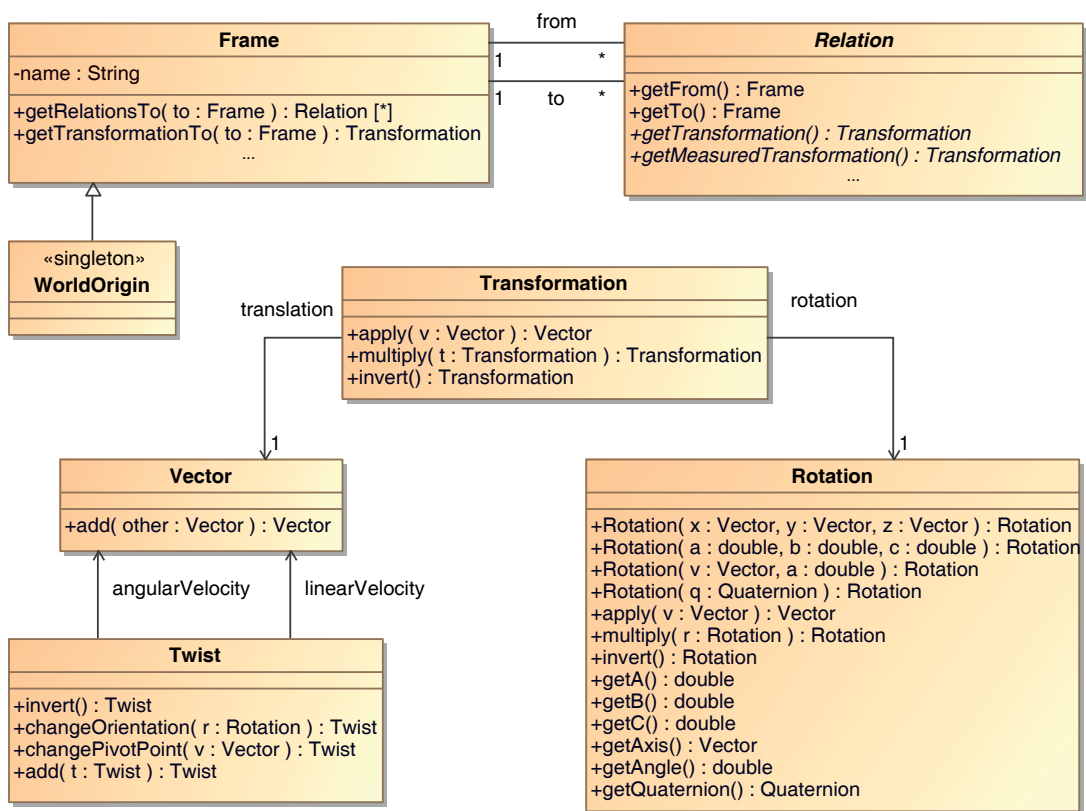 Frame
-name : String
+getRelationsTo( to : Frame ) : Relation [*]
+getTransformationTo( to : Frame ) : Transformation
...
from
1
*
1
to
*
Relation
+getFrom() : Frame
+getTo() : Frame
+getTransformation() : Transformation
+getMeasuredTransformation() : Transformation
...
«singleton»
WorldOrigin
Transformation
+apply( v : Vector ) : Vector
+multiply( t : Transformation ) : Transformation
+invert() : Transformation
translation
1
rotation
1
Vector
+add( other : Vector ) : Vector
angularVelocity
linearVelocity
Twist
+invert() : Twist
+changeOrientation( r : Rotation ) : Twist
+changePivotPoint( v : Vector ) : Twist
+add( t : Twist ) : Twist
Rotation
+Rotation( x : Vector, y : Vector, z : Vector ) : Rotation
+Rotation( a : double, b : double, c : double ) : Rotation
+Rotation( v : Vector, a : double ) : Rotation
+Rotation( q : Quaternion ) : Rotation
+apply( v : Vector ) : Vector
+multiply( r : Rotation ) : Rotation
+invert() : Rotation
+getA() : double
+getB() : double
+getC() : double
+getAxis() : Vector
+getAngle() : double
+getQuaternion() : Quaternion